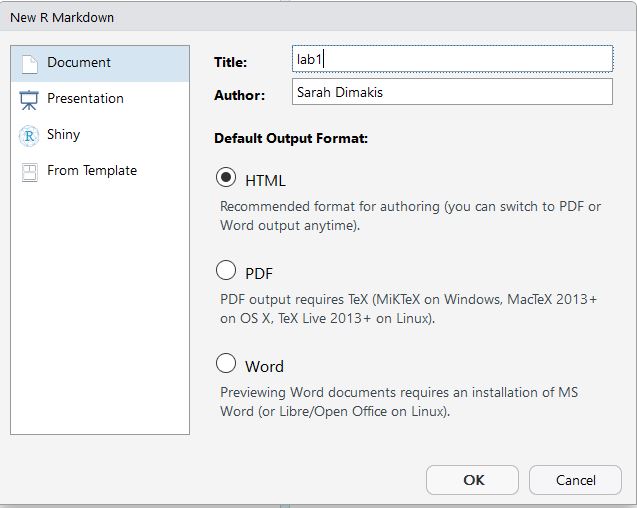 New R Markdown
Document
Presentation
Shiny
From Template
Title: lab1
Author: Sarah Dimakis
Default Output Format:
HTML
Recommended format for authoring (you can switch to PDF or
Word output anytime).
PDF
PDF output requires TeX (MiKTeX on Windows, MacTeX 2013+
on OS X, TeX Live 2013+ on Linux).
Word
Previewing Word documents requires an installation of MS
Word (or Libre/Open Office on Linux).
OK Cancel